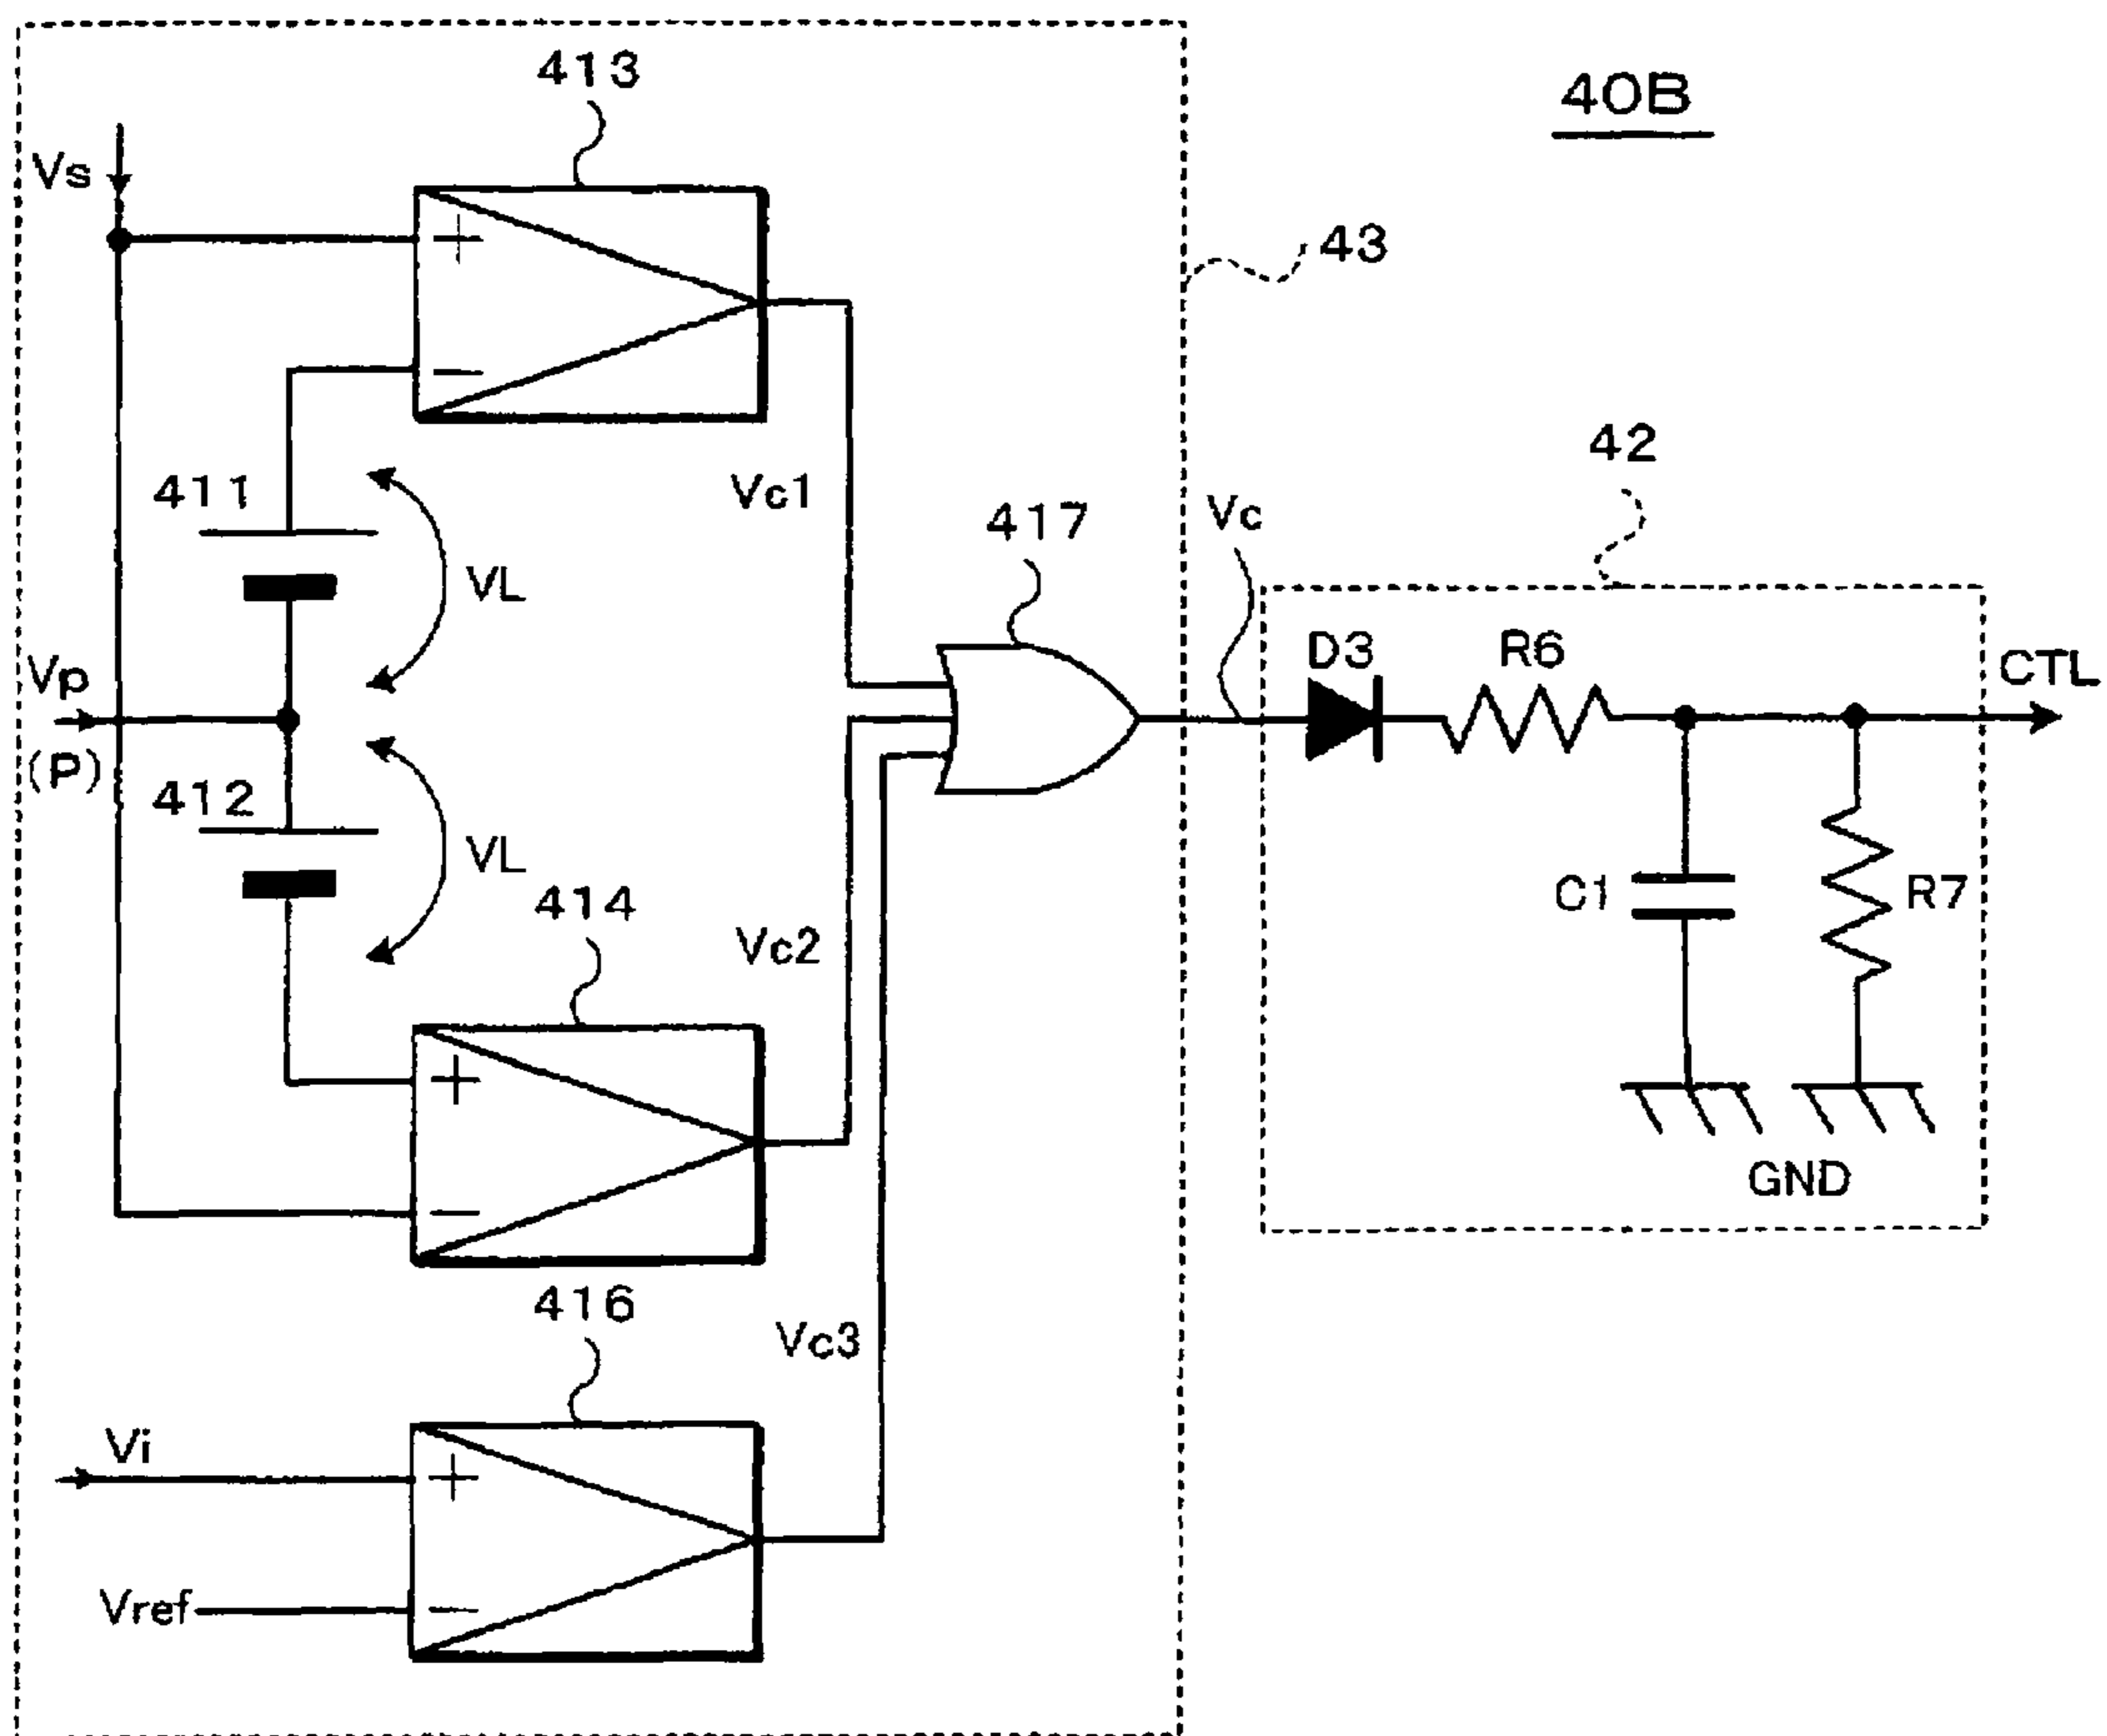 413
40B
Vs
+
43
−
42
411
Vc1
Vc
417
VL
D3
R6
CTL
Vp
(P)
412
VL
C1
R7
414
Vc2
+
GND
−
416
Vc3
Vi
+
Vref
−